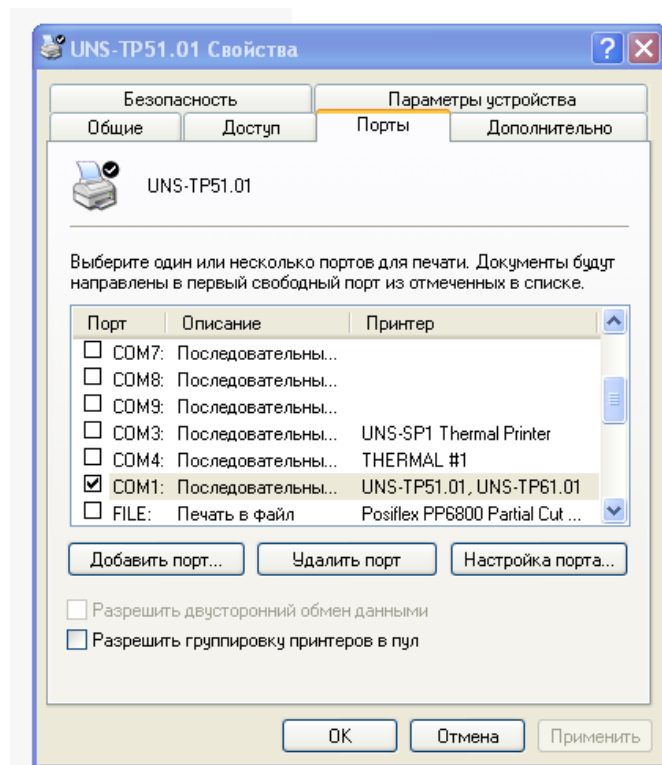 UNS-TP51.01 Свойства
Безопасность Параметры устройства
Общие Доступ Порты Дополнительно
UNS-TP51.01
Выберите один или несколько портов для печати. Документы будут
направлены в первый свободный порт из отмеченных в списке.
Порт Описание Принтер
COM7: Последовательны...
COM8: Последовательны...
COM9: Последовательны...
COM3: Последовательны... UNS-SP1 Thermal Printer
COM4: Последовательны... THERMAL #1
COM1: Последовательны... UNS-TP51.01, UNS-TP61.01
FILE: Печать в файл Posiflex PP6800 Partial Cut ...
Добавить порт... Удалить порт Настройка порта...
Разрешить двусторонний обмен данными
Разрешить группировку принтеров в пул
OK Отмена Применить